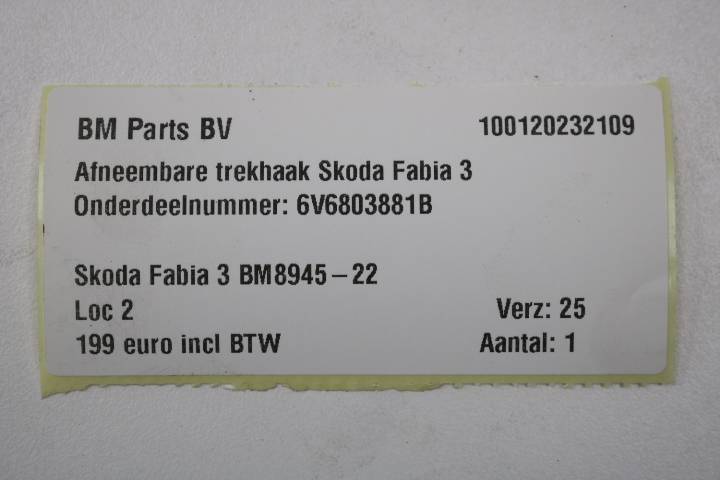 BM Parts BV 100120232109
Afneembare trekhaak Skoda Fabia 3
Onderdeelnummer: 6V6803881B
Skoda Fabia 3 BM8945-22
Loc 2 Verz: 25
199 euro incl BTW Aantal: 1